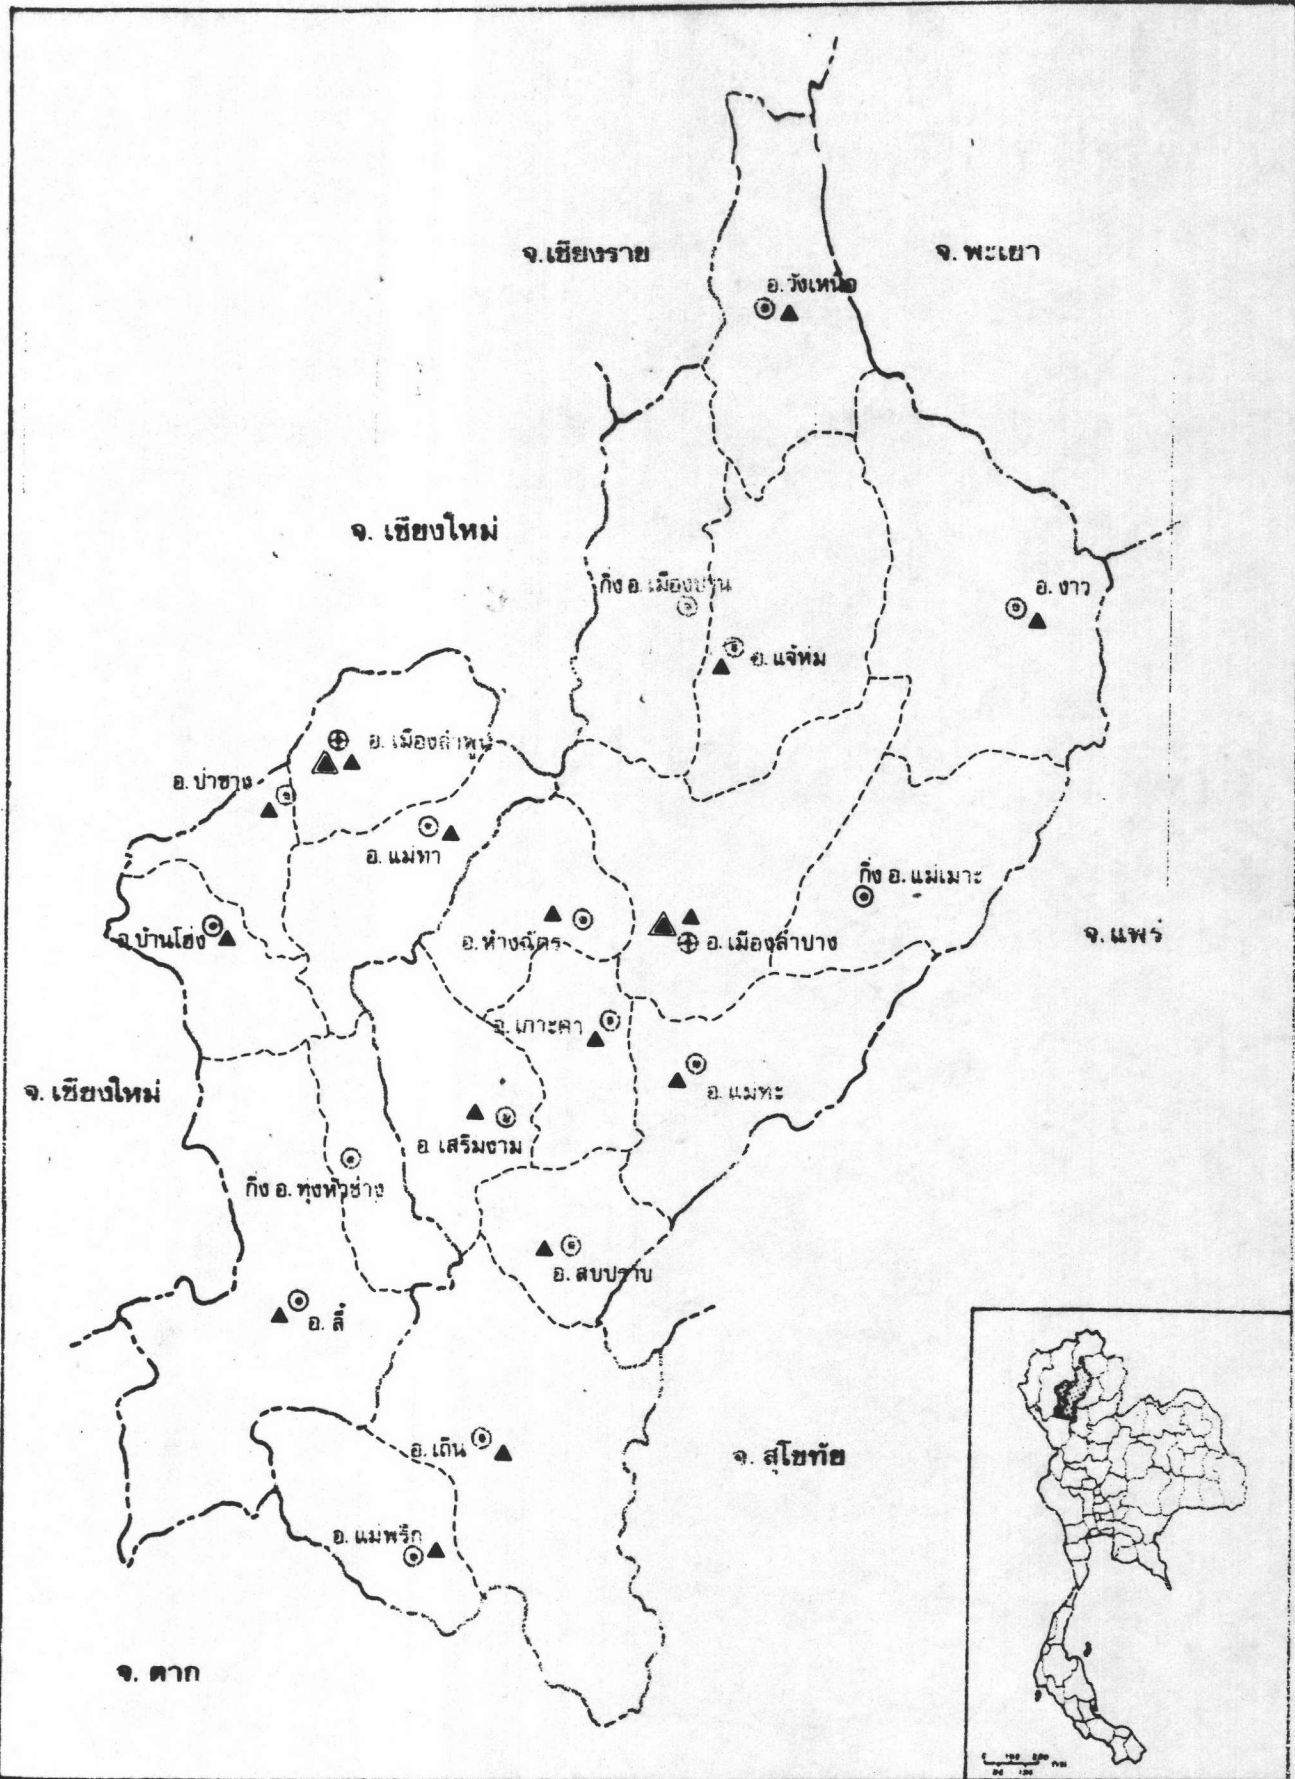 จ.เชียงราย
จ. พะเยา
อ.วังเหนือ
จ. เชียงใหม่
กิ่ง อ.เมืองปาน
อ. งาว
อ. แจ้ห่ม
อ. เมืองลำพูน
อ. ป่าซาง
อ. แม่ทา
กิ่ง อ. แม่เมาะ
อ.บ้านโฮ่ง
อ. ห้างฉัตร
อ. เมืองลำปาง
จ. แพร่
อ. เกาะคา
จ. เชียงใหม่
อ. แม่ทะ
อ. เสริมงาม
กิ่ง อ. ทุ่งหัวช้าง
อ. สบปราบ
อ. ลี้
อ. เถิน
จ. สุโขทัย
อ. แม่พริก
จ. ตาก